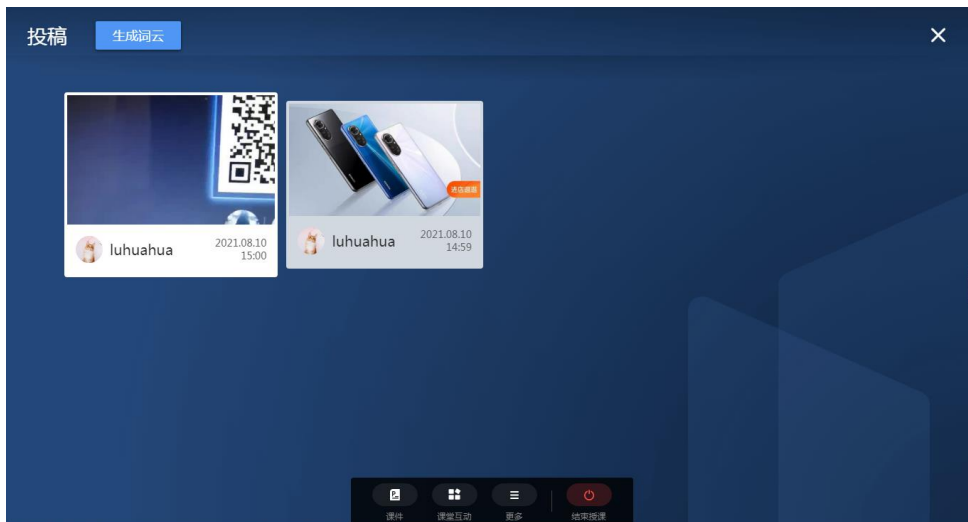 投稿
生成词云
进店逛逛
luhuahua
2021.08.10
15:00
luhuahua
2021.08.10
14:59
课件
课堂互动
更多
结束授课